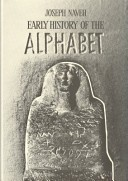 JOSEPH NAVEH
EARLY HISTORY OF THE
ALPHABET